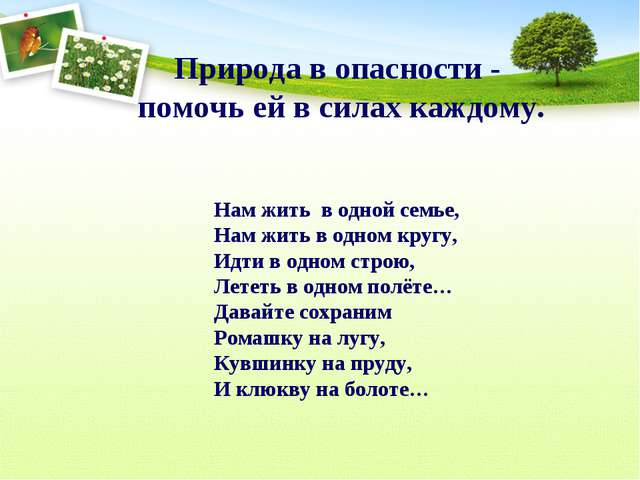 Природа в опасности -
помочь ей в силах каждому.
Нам жить  в одной семье,
Нам жить в одном кругу,
Идти в одном строю,
Лететь в одном полёте…
Давайте сохраним
Ромашку на лугу,
Кувшинку на пруду,
И клюкву на болоте…